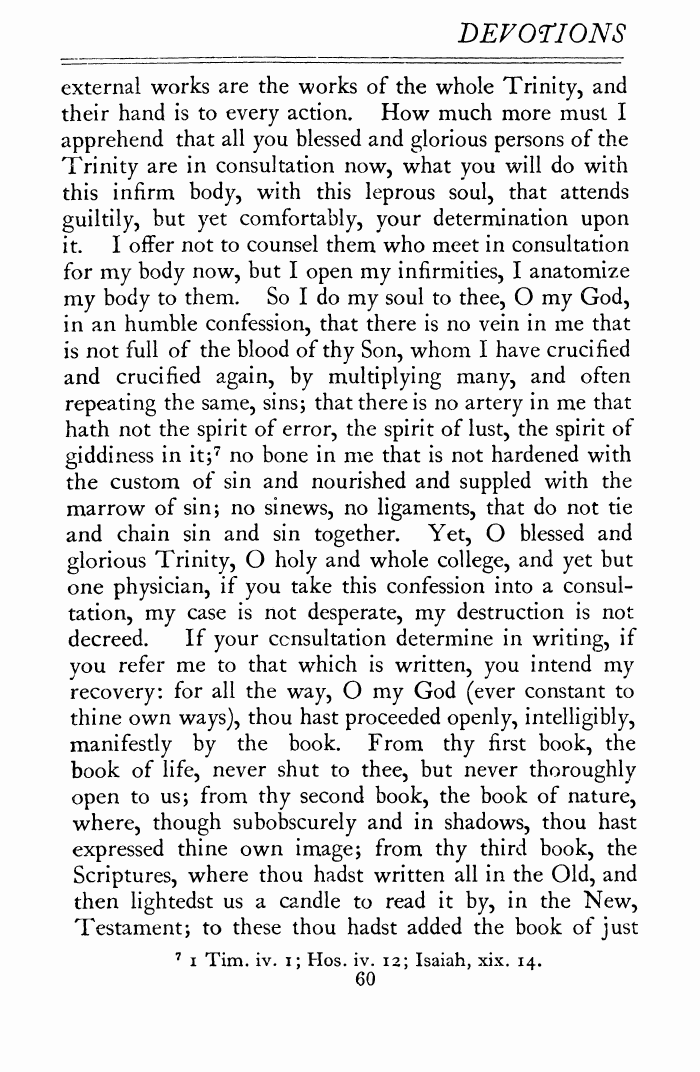 DEVOTIONS
external works are the works of the whole Trinity, and
their hand is to every action. How much more must I
apprehend that all you blessed and glorious persons of the
Trinity are in consultation now, what you will do with
this infirm body, with this leprous soul, that attends
guiltily, but yet comfortably, your determination upon
it. I offer not to counsel them who meet in consultation
for my body now, but I open my infirmities, I anatomize
my body to them. So I do my soul to thee, O my God,
in an humble confession, that there is no vein in me that
is not full of the blood of thy Son, whom I have crucified
and crucified again, by multiplying many, and often
repeating the same, sins; that there is no artery in me that
hath not the spirit of error, the spirit of lust, the spirit of
giddiness in it;⁷ no bone in me that is not hardened with
the custom of sin and nourished and suppled with the
marrow of sin; no sinews, no ligaments, that do not tie
and chain sin and sin together. Yet, O blessed and
glorious Trinity, O holy and whole college, and yet but
one physician, if you take this confession into a consul-
tation, my case is not desperate, my destruction is not
decreed. If your consultation determine in writing, if
you refer me to that which is written, you intend my
recovery: for all the way, O my God (ever constant to
thine own ways), thou hast proceeded openly, intelligibly,
manifestly by the book. From thy first book, the
book of life, never shut to thee, but never thoroughly
open to us; from thy second book, the book of nature,
where, though subobscurely and in shadows, thou hast
expressed thine own image; from thy third book, the
Scriptures, where thou hadst written all in the Old, and
then lightedst us a candle to read it by, in the New,
Testament; to these thou hadst added the book of just
⁷ 1 Tim. iv. 1; Hos. iv. 12; Isaiah, xix. 14.
60